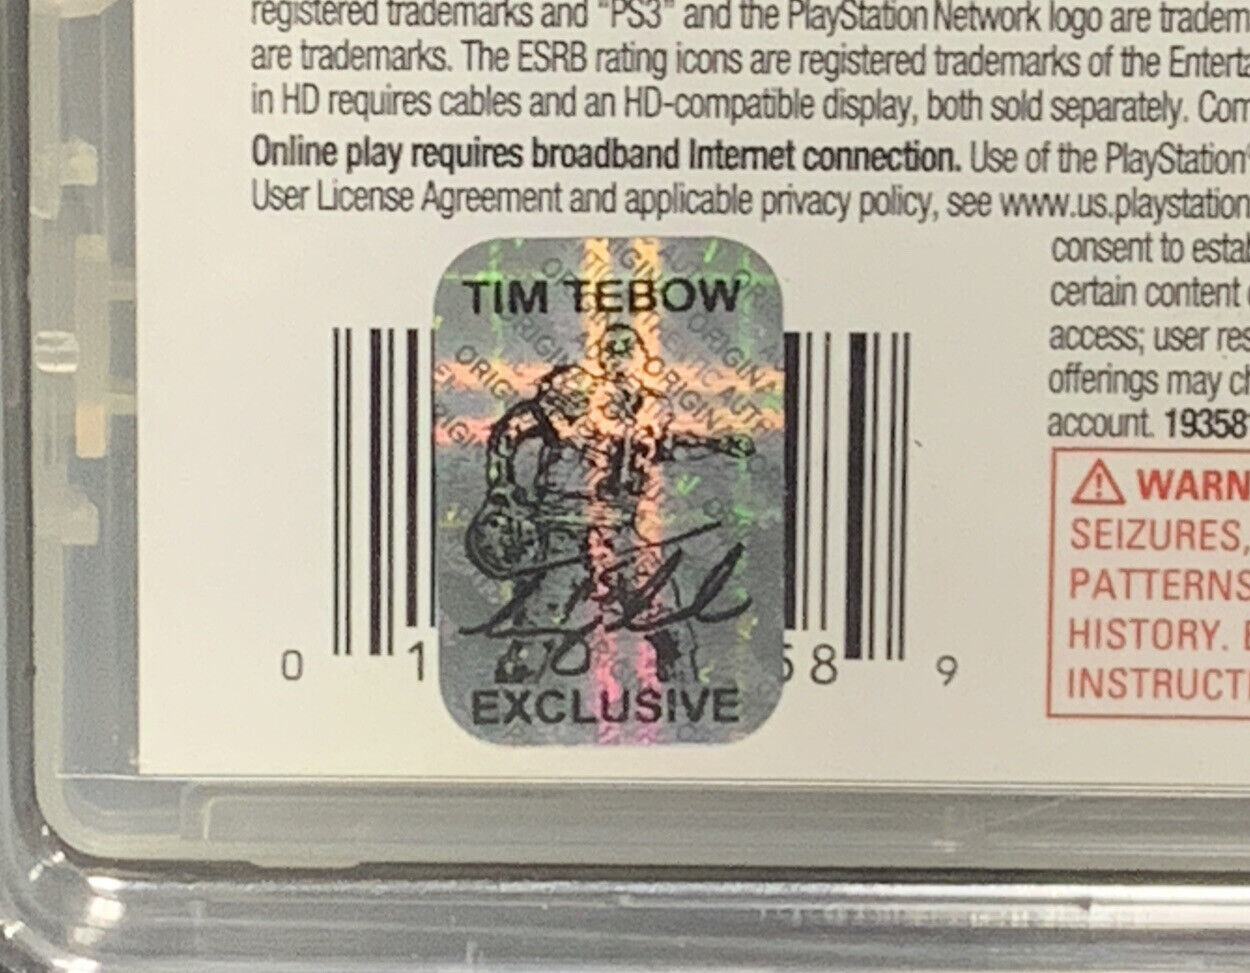 registered trademarks and "PS3" and the PlayStation Network logo are tradem
are trademarks. The ESRB rating icons are registered trademarks of the Enterta
in HD requires cables and an HD-compatible display, both sold separately. Com
Online play requires broadband Internet connection. Use of the PlayStation
User License Agreement and applicable privacy policy, see www.us.playstation
consent to estab
certain content
access; user res
offerings may ch
account. 19358
TIM TEBOW
ORIGINAL
15
EXCLUSIVE
0 1 58 9
⚠ WARN
SEIZURES,
PATTERNS
HISTORY.
INSTRUCTI